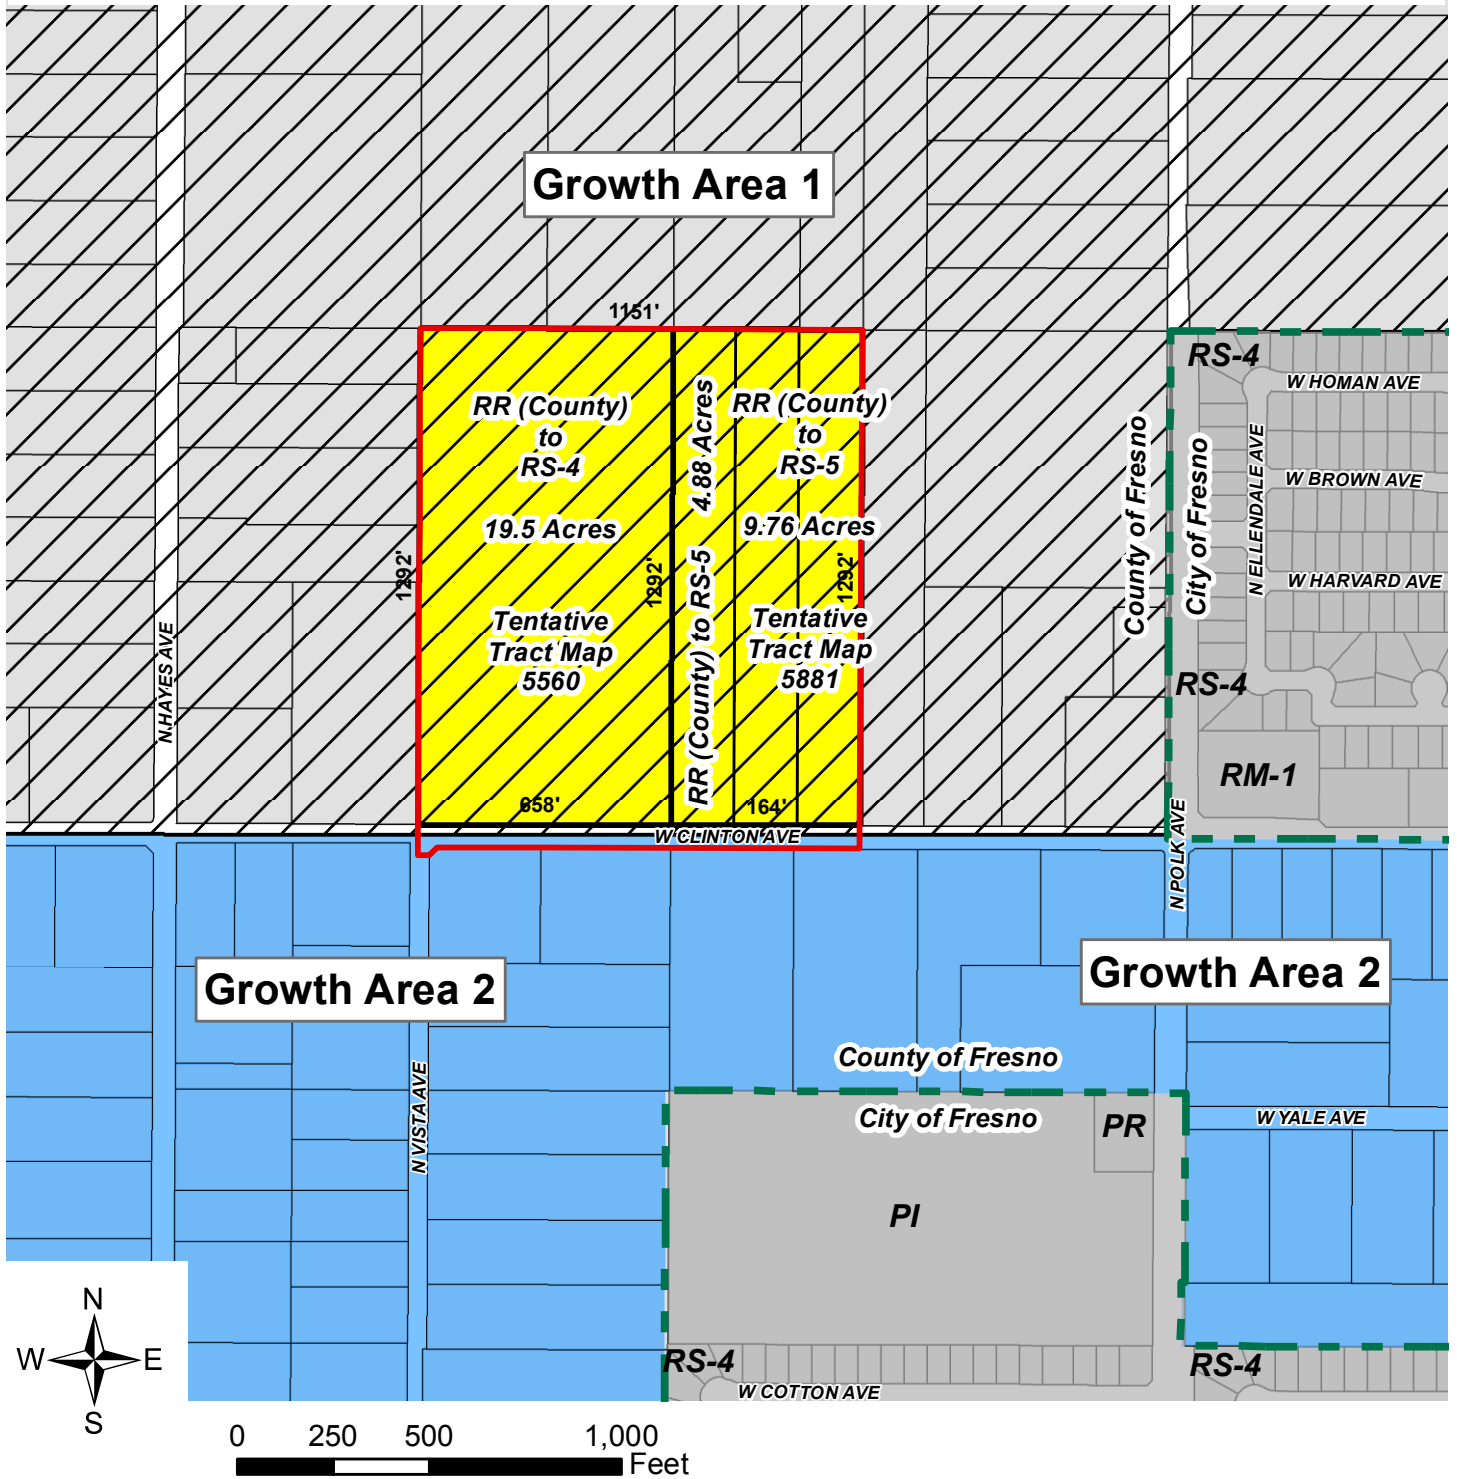 Growth Area 1
1151'
RS-4
W HOMAN AVE
RR (County)
to
RS-4
4.88 Acres
RR (County)
to
RS-5
County of Fresno
City of Fresno
N ELLENDALE AVE
W BROWN AVE
19.5 Acres
9.76 Acres
1292'
1292'
1292'
W HARVARD AVE
RR (County) to RS-5
Tentative
Tract Map
5560
Tentative
Tract Map
5881
N HAYES AVE
RS-4
RM-1
658'
164'
W CLINTON AVE
N POLK AVE
Growth Area 2
Growth Area 2
County of Fresno
City of Fresno
PR
W YALE AVE
N VISTA AVE
PI
RS-4
RS-4
W COTTON AVE
N
W E
S
0 250 500 1,000
Feet